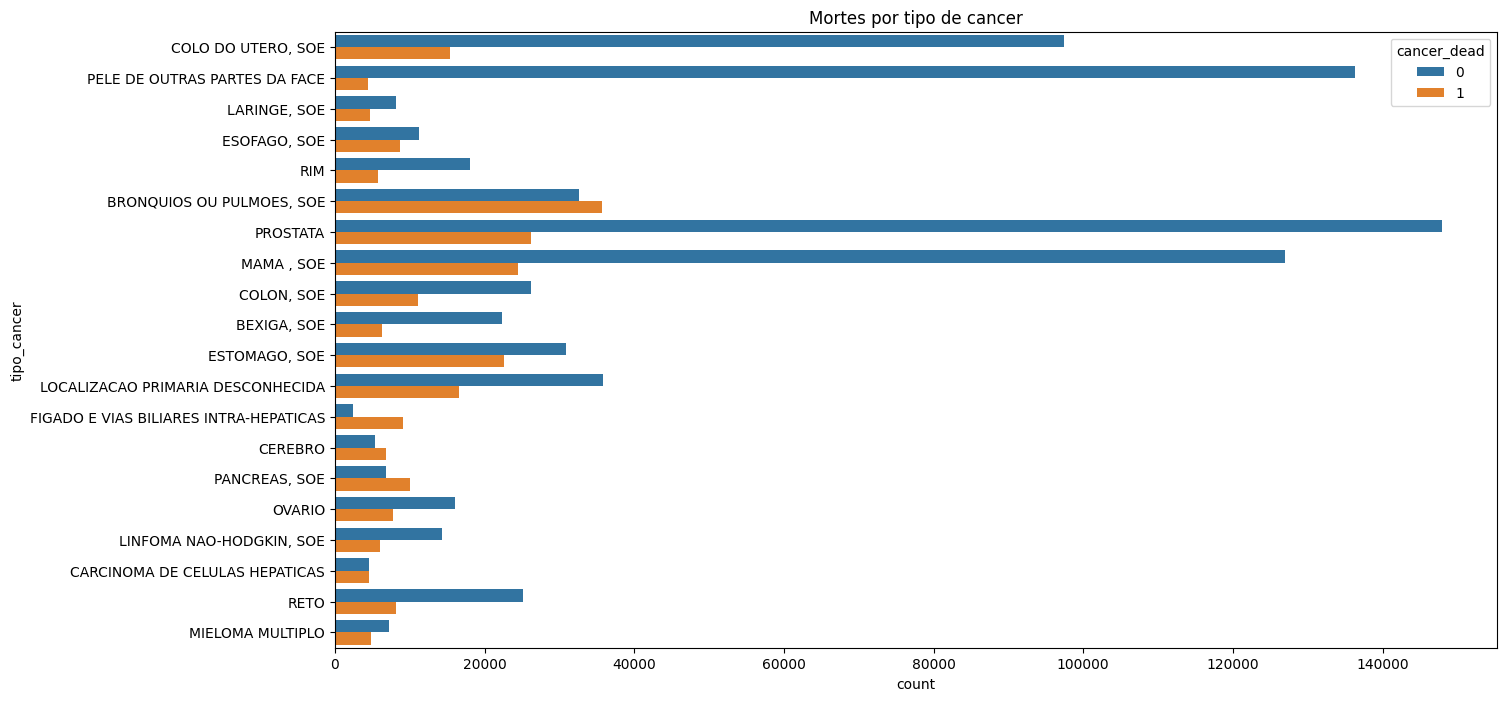 Mortes por tipo de cancer
COLO DO UTERO, SOE
PELE DE OUTRAS PARTES DA FACE
LARINGE, SOE
ESOFAGO, SOE
RIM
BRONQUIOS OU PULMOES, SOE
PROSTATA
MAMA , SOE
COLON, SOE
BEXIGA, SOE
ESTOMAGO, SOE
LOCALIZACAO PRIMARIA DESCONHECIDA
FIGADO E VIAS BILIARES INTRA-HEPATICAS
CEREBRO
PANCREAS, SOE
OVARIO
LINFOMA NAO-HODGKIN, SOE
CARCINOMA DE CELULAS HEPATICAS
RETO
MIELOMA MULTIPLO
tipo_cancer
cancer_dead
0
1
0 20000 40000 60000 80000 100000 120000 140000
count